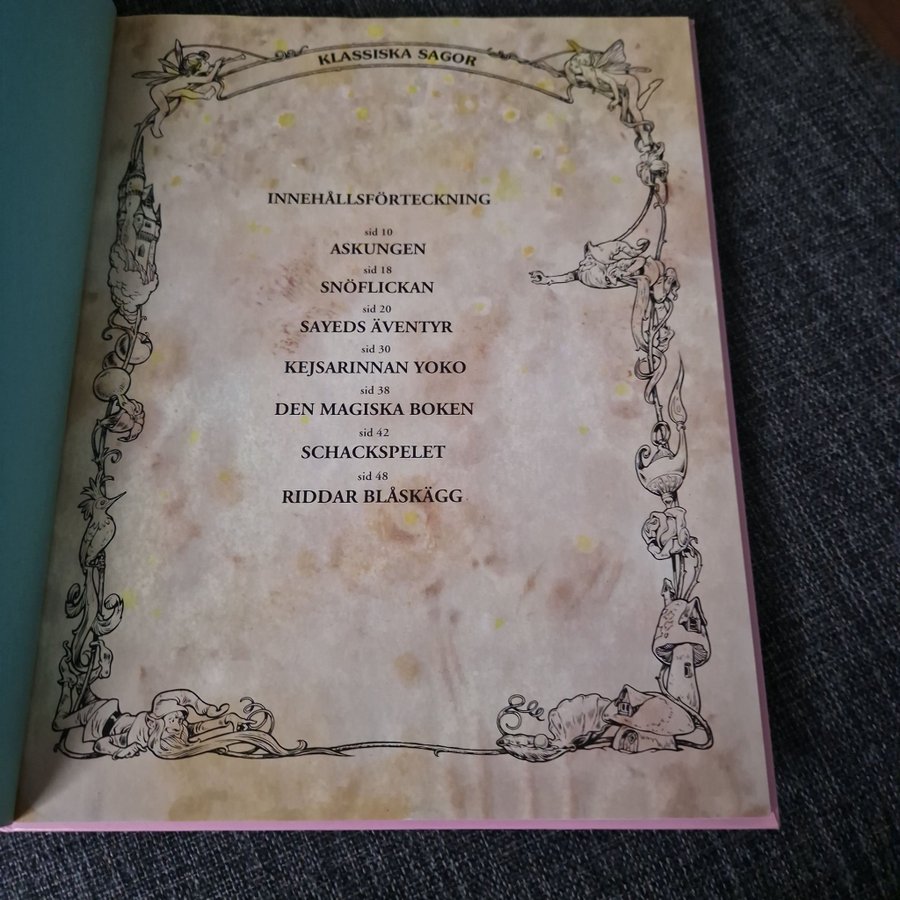 KLASSISKA SAGOR
INNEHÅLLSFÖRTECKNING
sid 10
ASKUNGEN
sid 18
SNÖFLICKAN
sid 20
SAYEDS ÄVENTYR
sid 30
KEJSARINNAN YOKO
sid 38
DEN MAGISKA BOKEN
sid 42
SCHACKSPELET
sid 48
RIDDAR BLÅSKÄGG